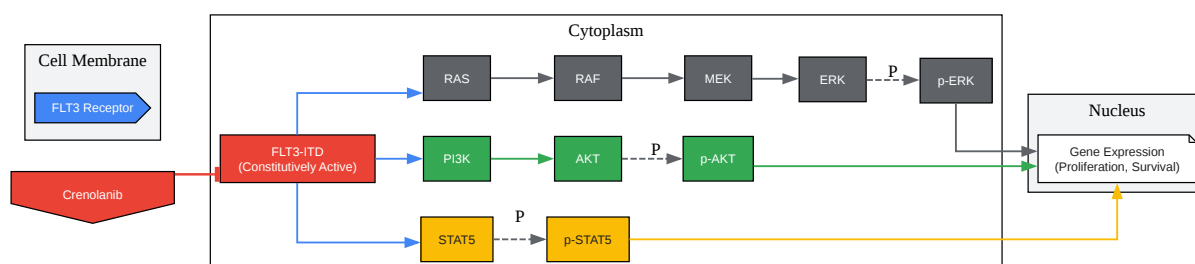 Cytoplasm
Cell Membrane
FLT3 Receptor
RAS
RAF
MEK
ERK
P
p-ERK
Nucleus
FLT3-ITD
(Constitutively Active)
PI3K
AKT
P
p-AKT
Gene Expression
(Proliferation, Survival)
Crenolanib
STAT5
P
p-STAT5